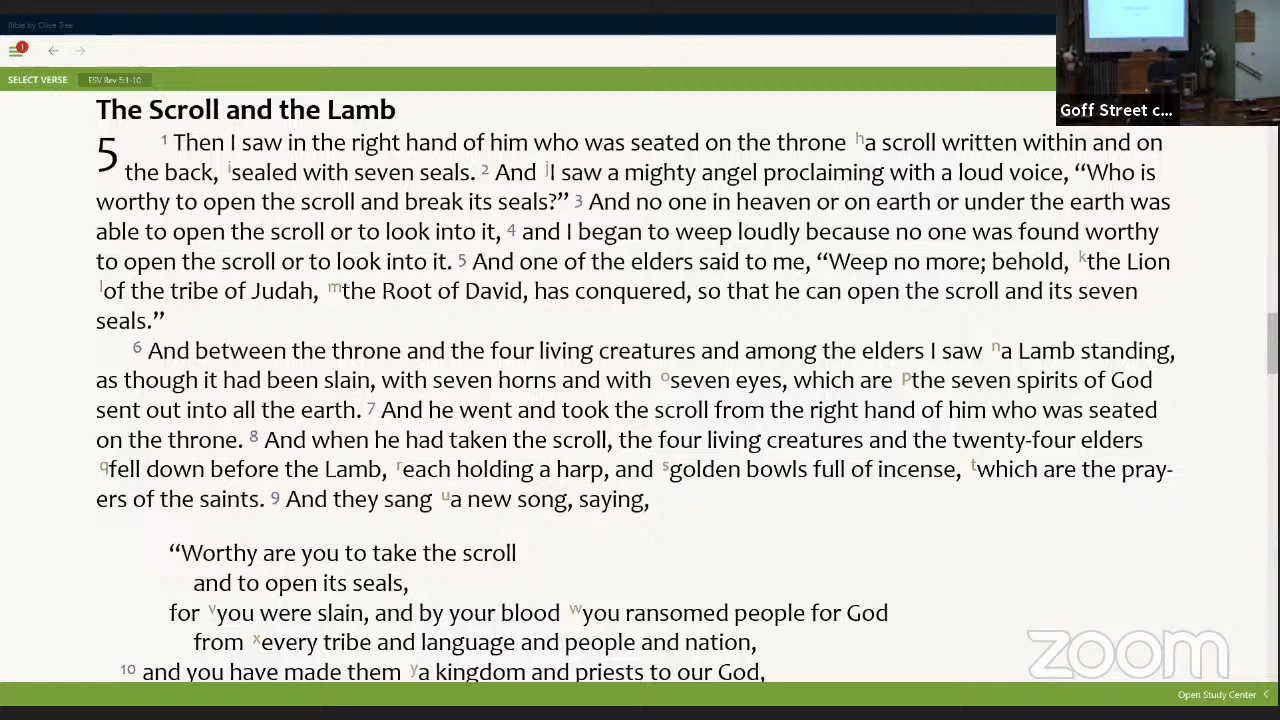 Bible by Olive Tree
1
SELECT VERSE ESV Rev 5:1-10
Goff Street c...
The Scroll and the Lamb
5 1 Then I saw in the right hand of him who was seated on the throne h a scroll written within and on
the back, i sealed with seven seals. 2 And j I saw a mighty angel proclaiming with a loud voice, “Who is
worthy to open the scroll and break its seals?” 3 And no one in heaven or on earth or under the earth was
able to open the scroll or to look into it, 4 and I began to weep loudly because no one was found worthy
to open the scroll or to look into it. 5 And one of the elders said to me, “Weep no more; behold, k the Lion
l of the tribe of Judah, m the Root of David, has conquered, so that he can open the scroll and its seven
seals.”
6 And between the throne and the four living creatures and among the elders I saw n a Lamb standing,
as though it had been slain, with seven horns and with o seven eyes, which are p the seven spirits of God
sent out into all the earth. 7 And he went and took the scroll from the right hand of him who was seated
on the throne. 8 And when he had taken the scroll, the four living creatures and the twenty-four elders
q fell down before the Lamb, r each holding a harp, and s golden bowls full of incense, t which are the pray-
ers of the saints. 9 And they sang u a new song, saying,
“Worthy are you to take the scroll
and to open its seals,
for v you were slain, and by your blood w you ransomed people for God
from x every tribe and language and people and nation,
10 and you have made them y a kingdom and priests to our God,
zoom
Open Study Center